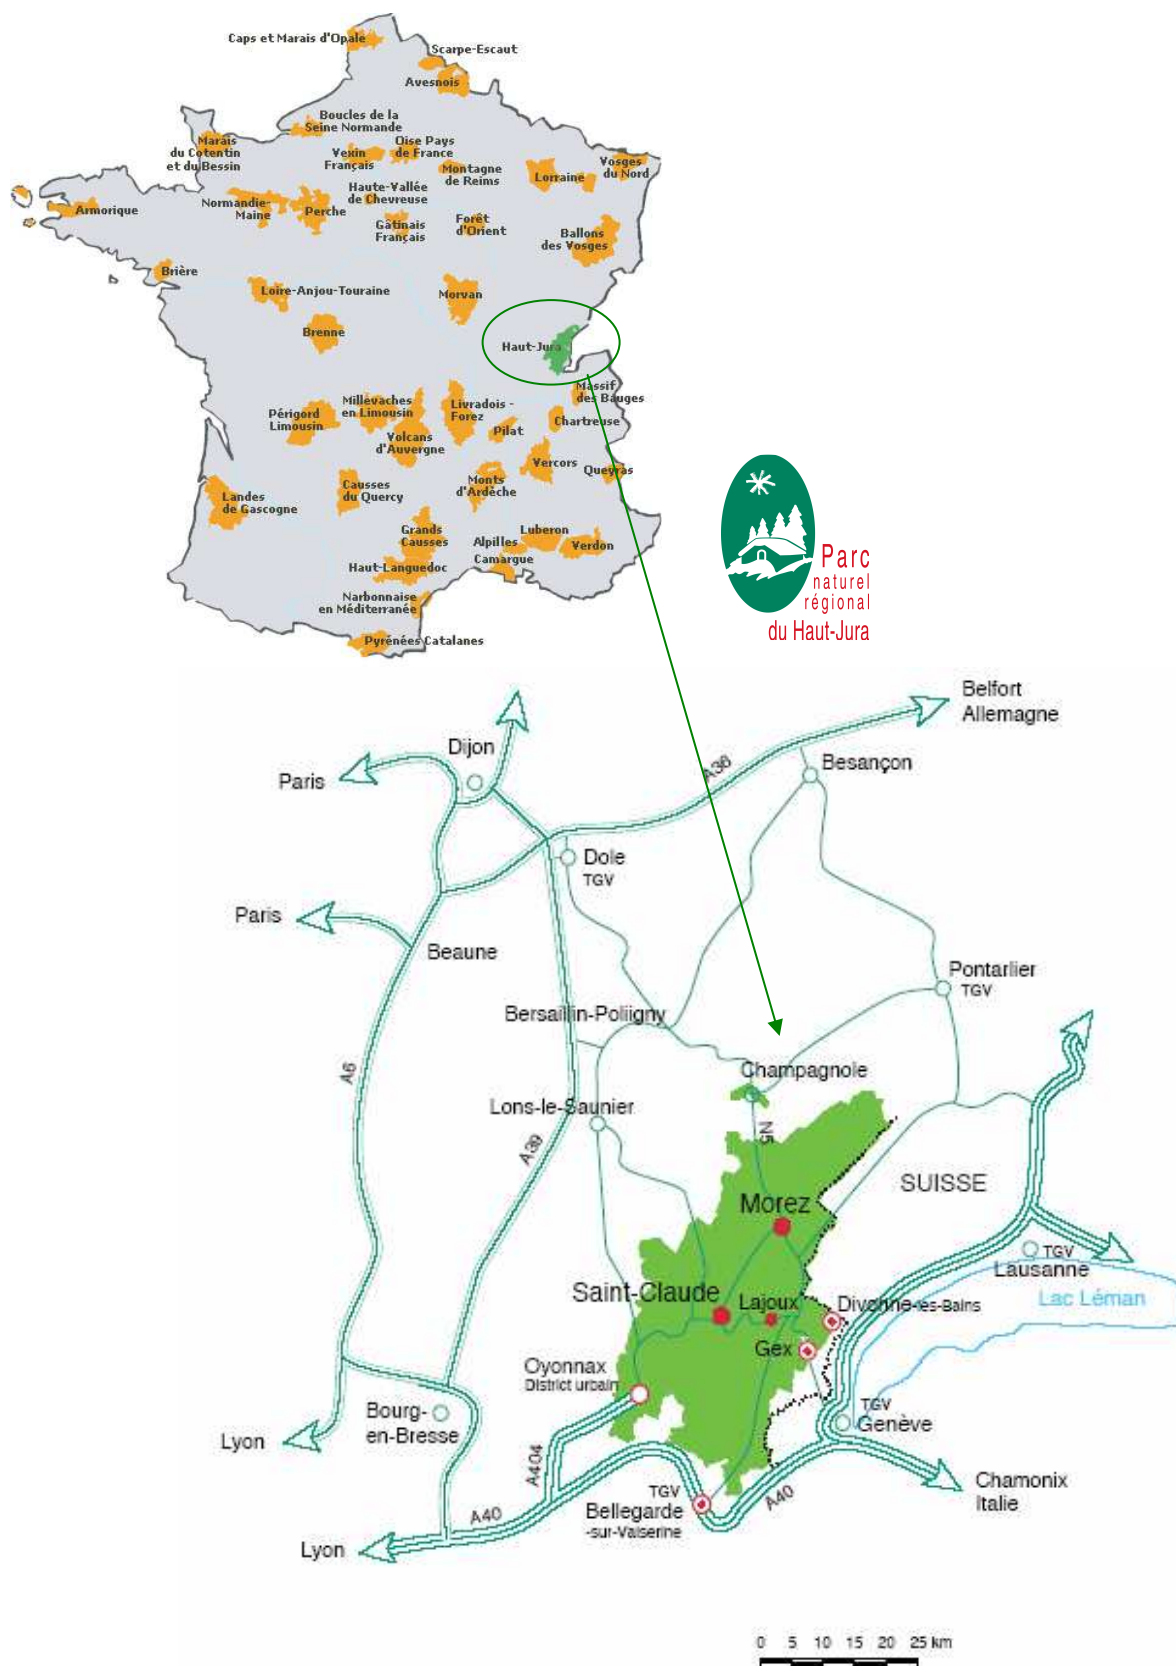 Caps et Marais d'Opale
Scarpe-Escaut
Avesnois
Boucles de la
Seine Normande
Marais
du Cotentin
et du Bessin
Vexin
Français
Oise Pays
de France
Montagne
de Reims
Lorraine
Vosges
du Nord
Armorique
Normandie-
Maine
Perche
Haute-Vallée
de Chevreuse
Gâtinais
Français
Forêt
d'Orient
Ballons
des Vosges
Brière
Loire-Anjou-Touraine
Morvan
Brenne
Haut-Jura
Massif
des Bauges
Périgord
Limousin
Millevaches
en Limousin
Livradois -
Forez
Volcans
d'Auvergne
Pilat
Chartreuse
Vercors
Queyras
Monts
d'Ardèche
Landes
de Gascogne
Causses
du Quercy
Grands
Causses
Alpilles
Luberon
Verdon
Camargue
Haut-Languedoc
Narbonnaise
en Méditerranée
Pyrénées Catalanes
Parc
naturel
régional
du Haut-Jura
Belfort
Allemagne
Dijon
Paris
A36
Besançon
Dole
TGV
Paris
Beaune
Pontarlier
TGV
Bersaillin-Poliigny
A6
Champagnole
Lons-le-Saunier
N5
A39
SUISSE
Morez
TGV
Lausanne
Lac Léman
Saint-Claude
Lajoux
Divonne-les-Bains
Gex
Oyonnax
District urbain
Bourg-
en-Bresse
TGV
Genève
Lyon
A404
TGV
Bellegarde
-sur-Valserine
A40
Chamonix
Italie
A40
Lyon
0 5 10 15 20 25 km